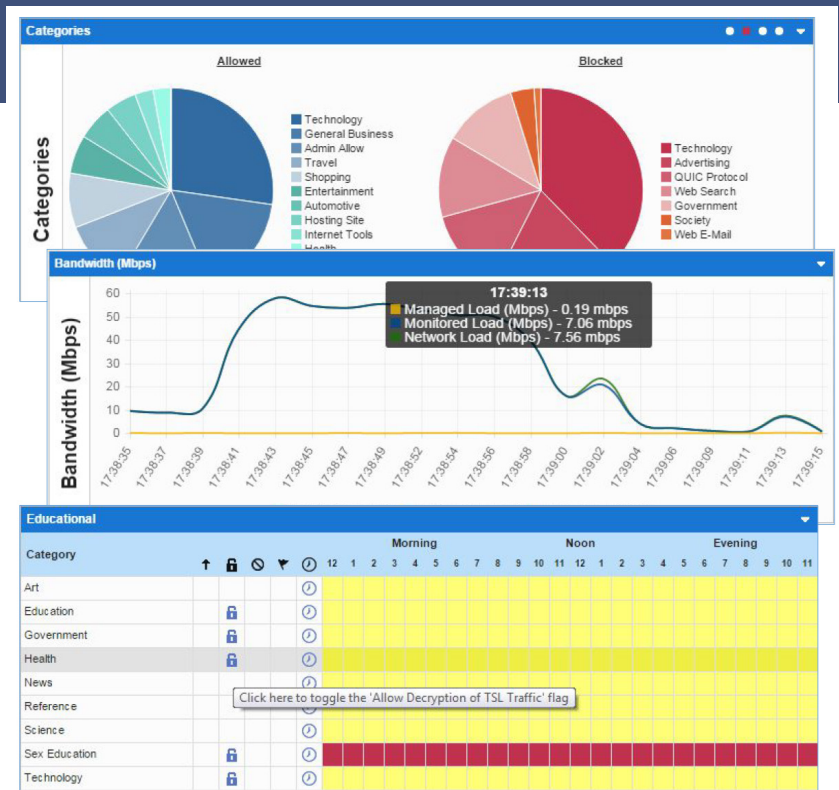 Categories
Categories
Allowed
Technology
General Business
Admin Allow
Travel
Shopping
Entertainment
Automotive
Hosting Site
Internet Tools
Health
Blocked
Technology
Advertising
QUIC Protocol
Web Search
Government
Society
Web E-Mail
Bandwidth (Mbps)
Bandwidth (Mbps)
60
50
40
30
20
10
0
17:39:13
Managed Load (Mbps) - 0.19 mbps
Monitored Load (Mbps) - 7.06 mbps
Network Load (Mbps) - 7.56 mbps
17:38:35 17:38:37 17:38:39 17:38:41 17:38:43 17:38:45 17:38:47 17:38:49 17:38:52 17:38:54 17:38:56 17:38:58 17:39:00 17:39:02 17:39:04 17:39:06 17:39:09 17:39:11 17:39:13 17:39:15
Educational
Category
Morning Noon Evening
12 1 2 3 4 5 6 7 8 9 10 11 12 1 2 3 4 5 6 7 8 9 10 11
Art
Education
Government
Health
News
Click here to toggle the 'Allow Decryption of TSL Traffic' flag
Reference
Science
Sex Education
Technology